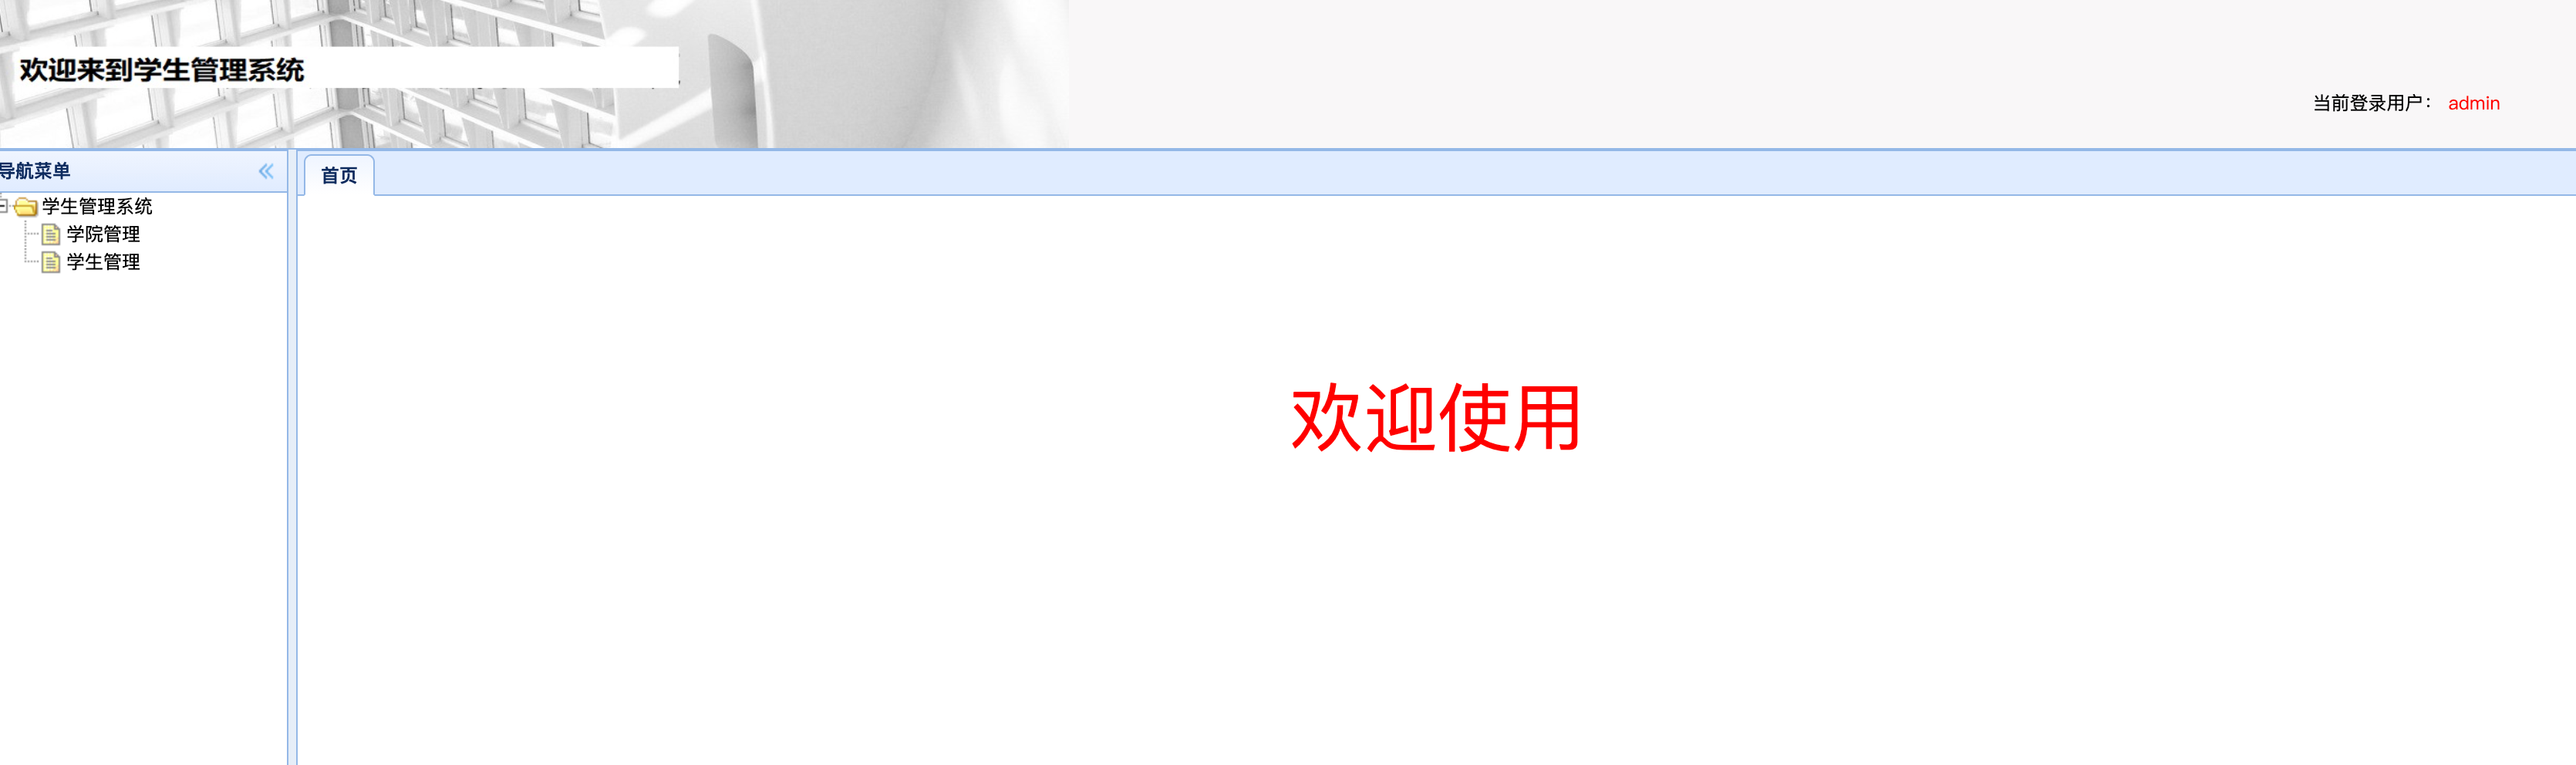 欢迎来到学生管理系统
当前登录用户： admin
导航菜单
首页
学生管理系统
学院管理
学生管理
欢迎使用